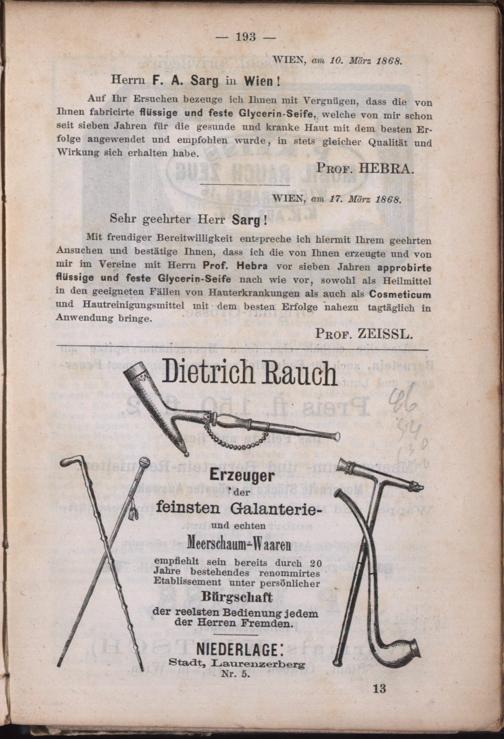 — 193 —
WIEN, am 10. März 1868.
Herrn F. A. Sarg in Wien!
Auf Ihr Ersuchen bezeuge ich Ihnen mit Vergnügen, dass die von
Ihnen fabricirte flüssige und feste Glycerin-Seife, welche von mir schon
seit sieben Jahren für die gesunde und kranke Haut mit dem besten Er-
folge angewendet und empfohlen wurde, in stets gleicher Qualität und
Wirkung sich erhalten habe.
PROF. HEBRA.
WIEN, am 17. März 1868.
Sehr geehrter Herr Sarg!
Mit freudiger Bereitwilligkeit entspreche ich hiermit Ihrem geehrten
Ansuchen und bestätige Ihnen, dass ich die von Ihnen erzeugte und von
mir im Vereine mit Herrn Prof. Hebra vor sieben Jahren approbirte
flüssige und feste Glycerin-Seife nach wie vor, sowohl als Heilmittel
in den geeigneten Fällen von Hauterkrankungen als auch als Cosmeticum
und Hautreinigungsmittel mit dem besten Erfolge nahezu tagtäglich in
Anwendung bringe.
PROF. ZEISSL.
Dietrich Rauch
Erzeuger
der
feinsten Galanterie-
und echten
Meerschaum-Waaren
empfiehlt sein bereits durch 20
Jahre bestehendes renommirtes
Etablissement unter persönlicher
Bürgschaft
der reelsten Bedienung jedem
der Herren Fremden.
NIEDERLAGE:
Stadt, Laurenzerberg
Nr. 5.
13